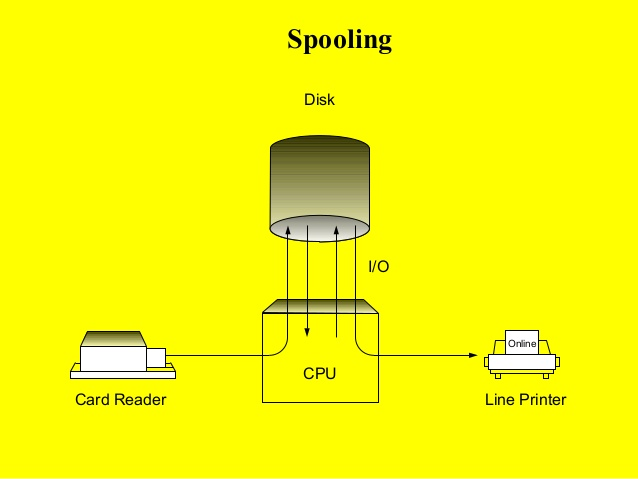 Spooling
Disk
I/O
Online
CPU
Card Reader
Line Printer